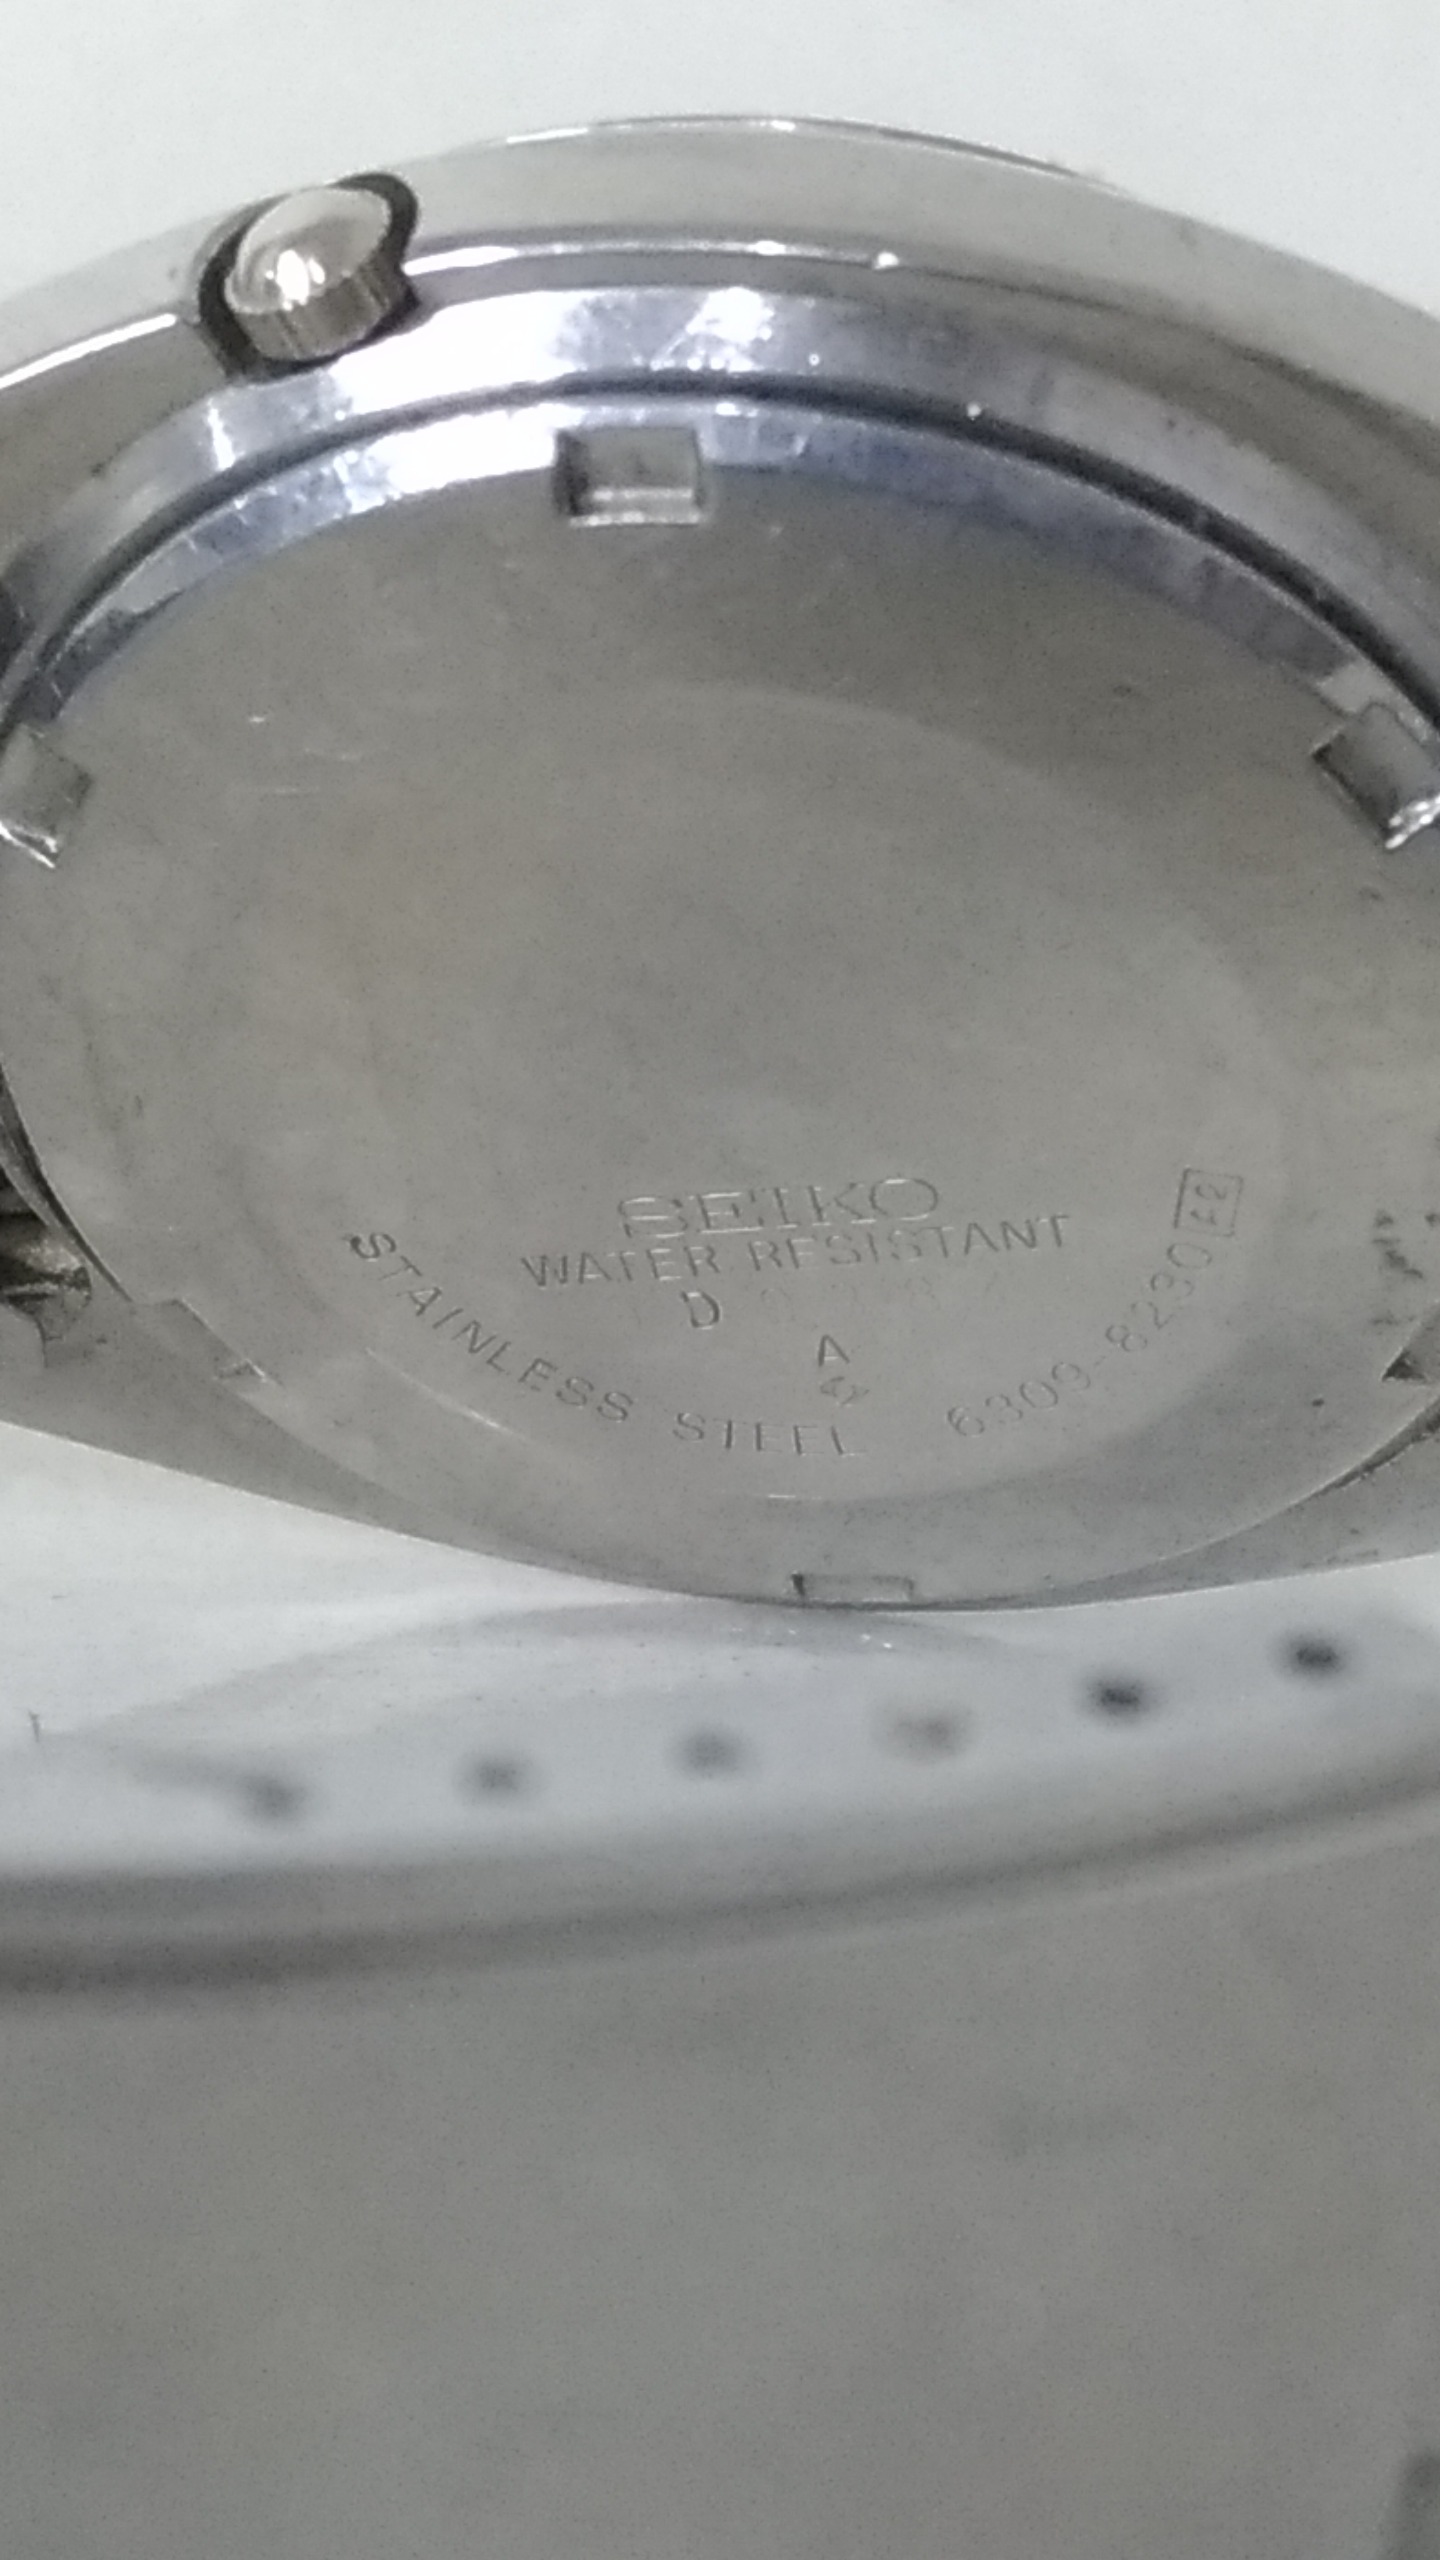 SEIKO
WATER RESISTANT
D
A
STAINLESS STEEL 6309-8230